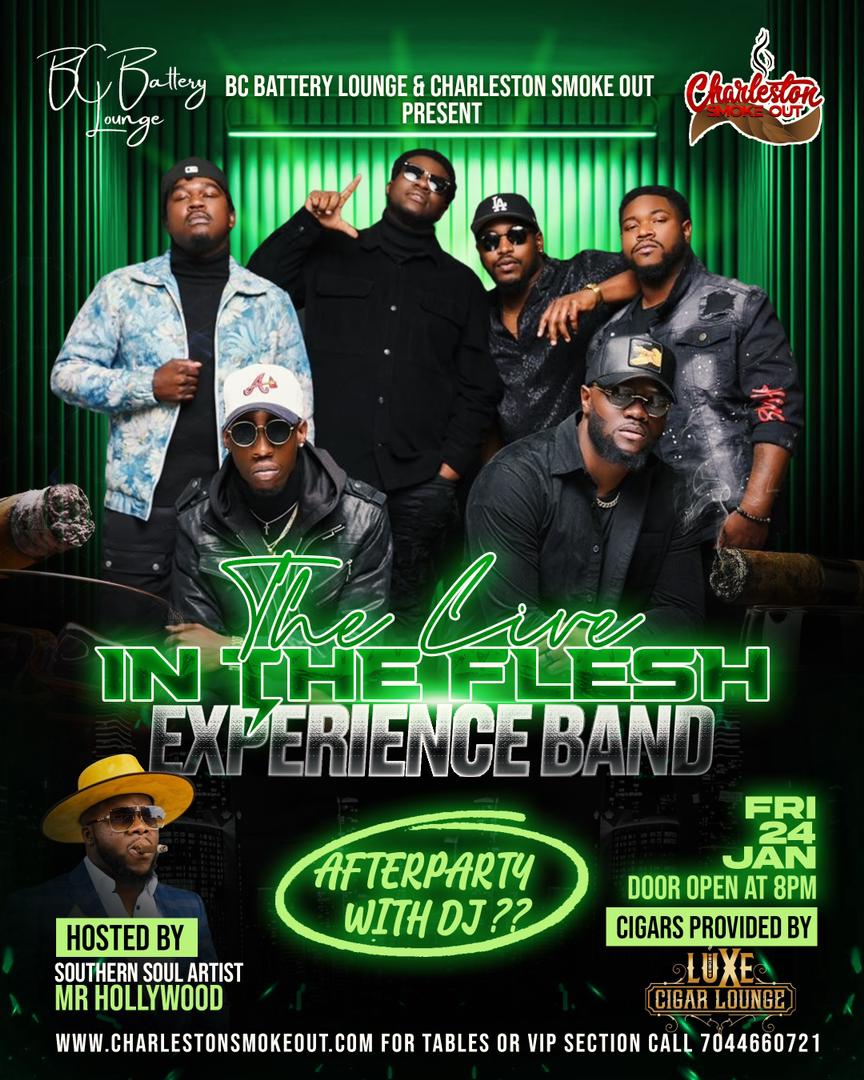 BC Battery
Lounge
BC BATTERY LOUNGE & CHARLESTON SMOKE OUT
PRESENT
Charleston
SMOKE OUT
LA
A
The Live
IN THE FLESH
EXPERIENCE BAND
AFTERPARTY
WITH DJ ??
FRI
24
JAN
DOOR OPEN AT 8PM
CIGARS PROVIDED BY
LUXE
CIGAR LOUNGE
HOSTED BY
SOUTHERN SOUL ARTIST
MR HOLLYWOOD
WWW.CHARLESTONSMOKEOUT.COM FOR TABLES OR VIP SECTION CALL 7044660721